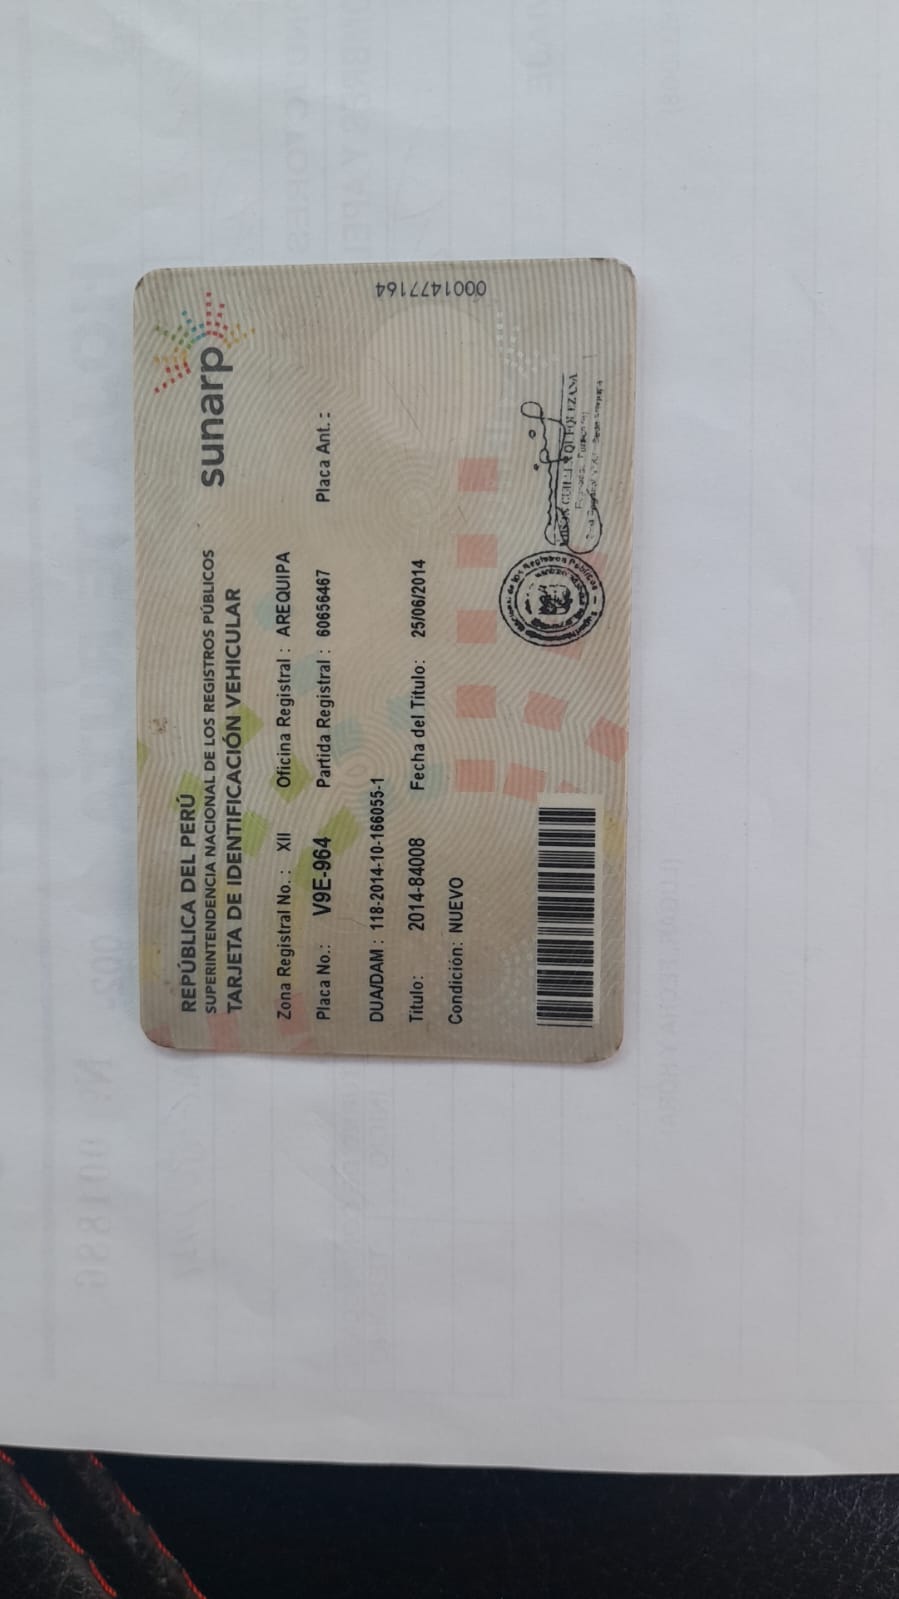 REPÚBLICA DEL PERÚ
SUPERINTENDENCIA NACIONAL DE LOS REGISTROS PÚBLICOS
TARJETA DE IDENTIFICACIÓN VEHICULAR
sunarp
Zona Registral No. : XII Oficina Registral : AREQUIPA
Placa No.: V9E-964 Partida Registral : 60656467 Placa Ant. :
DUA/DAM : 118-2014-10-166055-1
Título: 2014-84008 Fecha del Título: 25/06/2014
Condición: NUEVO
0001477164